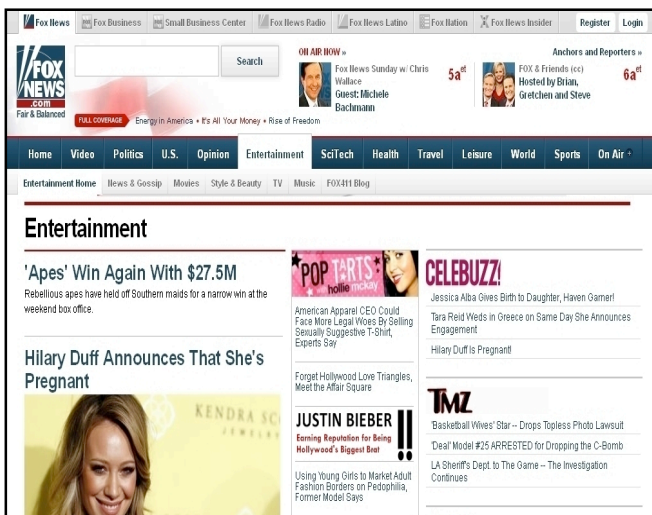 Fox News
Fox Business
Small Business Center
Fox News Radio
Fox News Latino
Fox Nation
Fox News Insider
Register
Login
FOX
NEWS
.com
Fair & Balanced
Search
ON AIR NOW »
Fox News Sunday w/ Chris
Wallace
Guest: Michele
Bachmann
5a et
Anchors and Reporters »
FOX & Friends (cc)
Hosted by Brian,
Gretchen and Steve
6a et
FULL COVERAGE
Energy in America • It's All Your Money • Rise of Freedom
Home Video Politics U.S. Opinion Entertainment SciTech Health Travel Leisure World Sports On Air
Entertainment Home News & Gossip Movies Style & Beauty TV Music FOX411 Blog
Entertainment
'Apes' Win Again With $27.5M
Rebellious apes have held off Southern maids for a narrow win at the
weekend box office.
Hilary Duff Announces That She's
Pregnant
KENDRA SC
JEWELRY
POP TARTS
with hollie mckay
American Apparel CEO Could
Face More Legal Woes By Selling
Sexually Suggestive T-Shirt,
Experts Say
Forget Hollywood Love Triangles,
Meet the Affair Square
JUSTIN BIEBER
Earning Reputation for Being
Hollywood's Biggest Brat
!!
Using Young Girls to Market Adult
Fashion Borders on Pedophilia,
Former Model Says
CELEBUZZ!
Jessica Alba Gives Birth to Daughter, Haven Garner!
Tara Reid Weds in Greece on Same Day She Announces
Engagement
Hilary Duff Is Pregnant!
TMZ
'Basketball Wives' Star -- Drops Topless Photo Lawsuit
'Deal' Model #25 ARRESTED for Dropping the C-Bomb
LA Sheriff's Dept. to The Game -- The Investigation
Continues